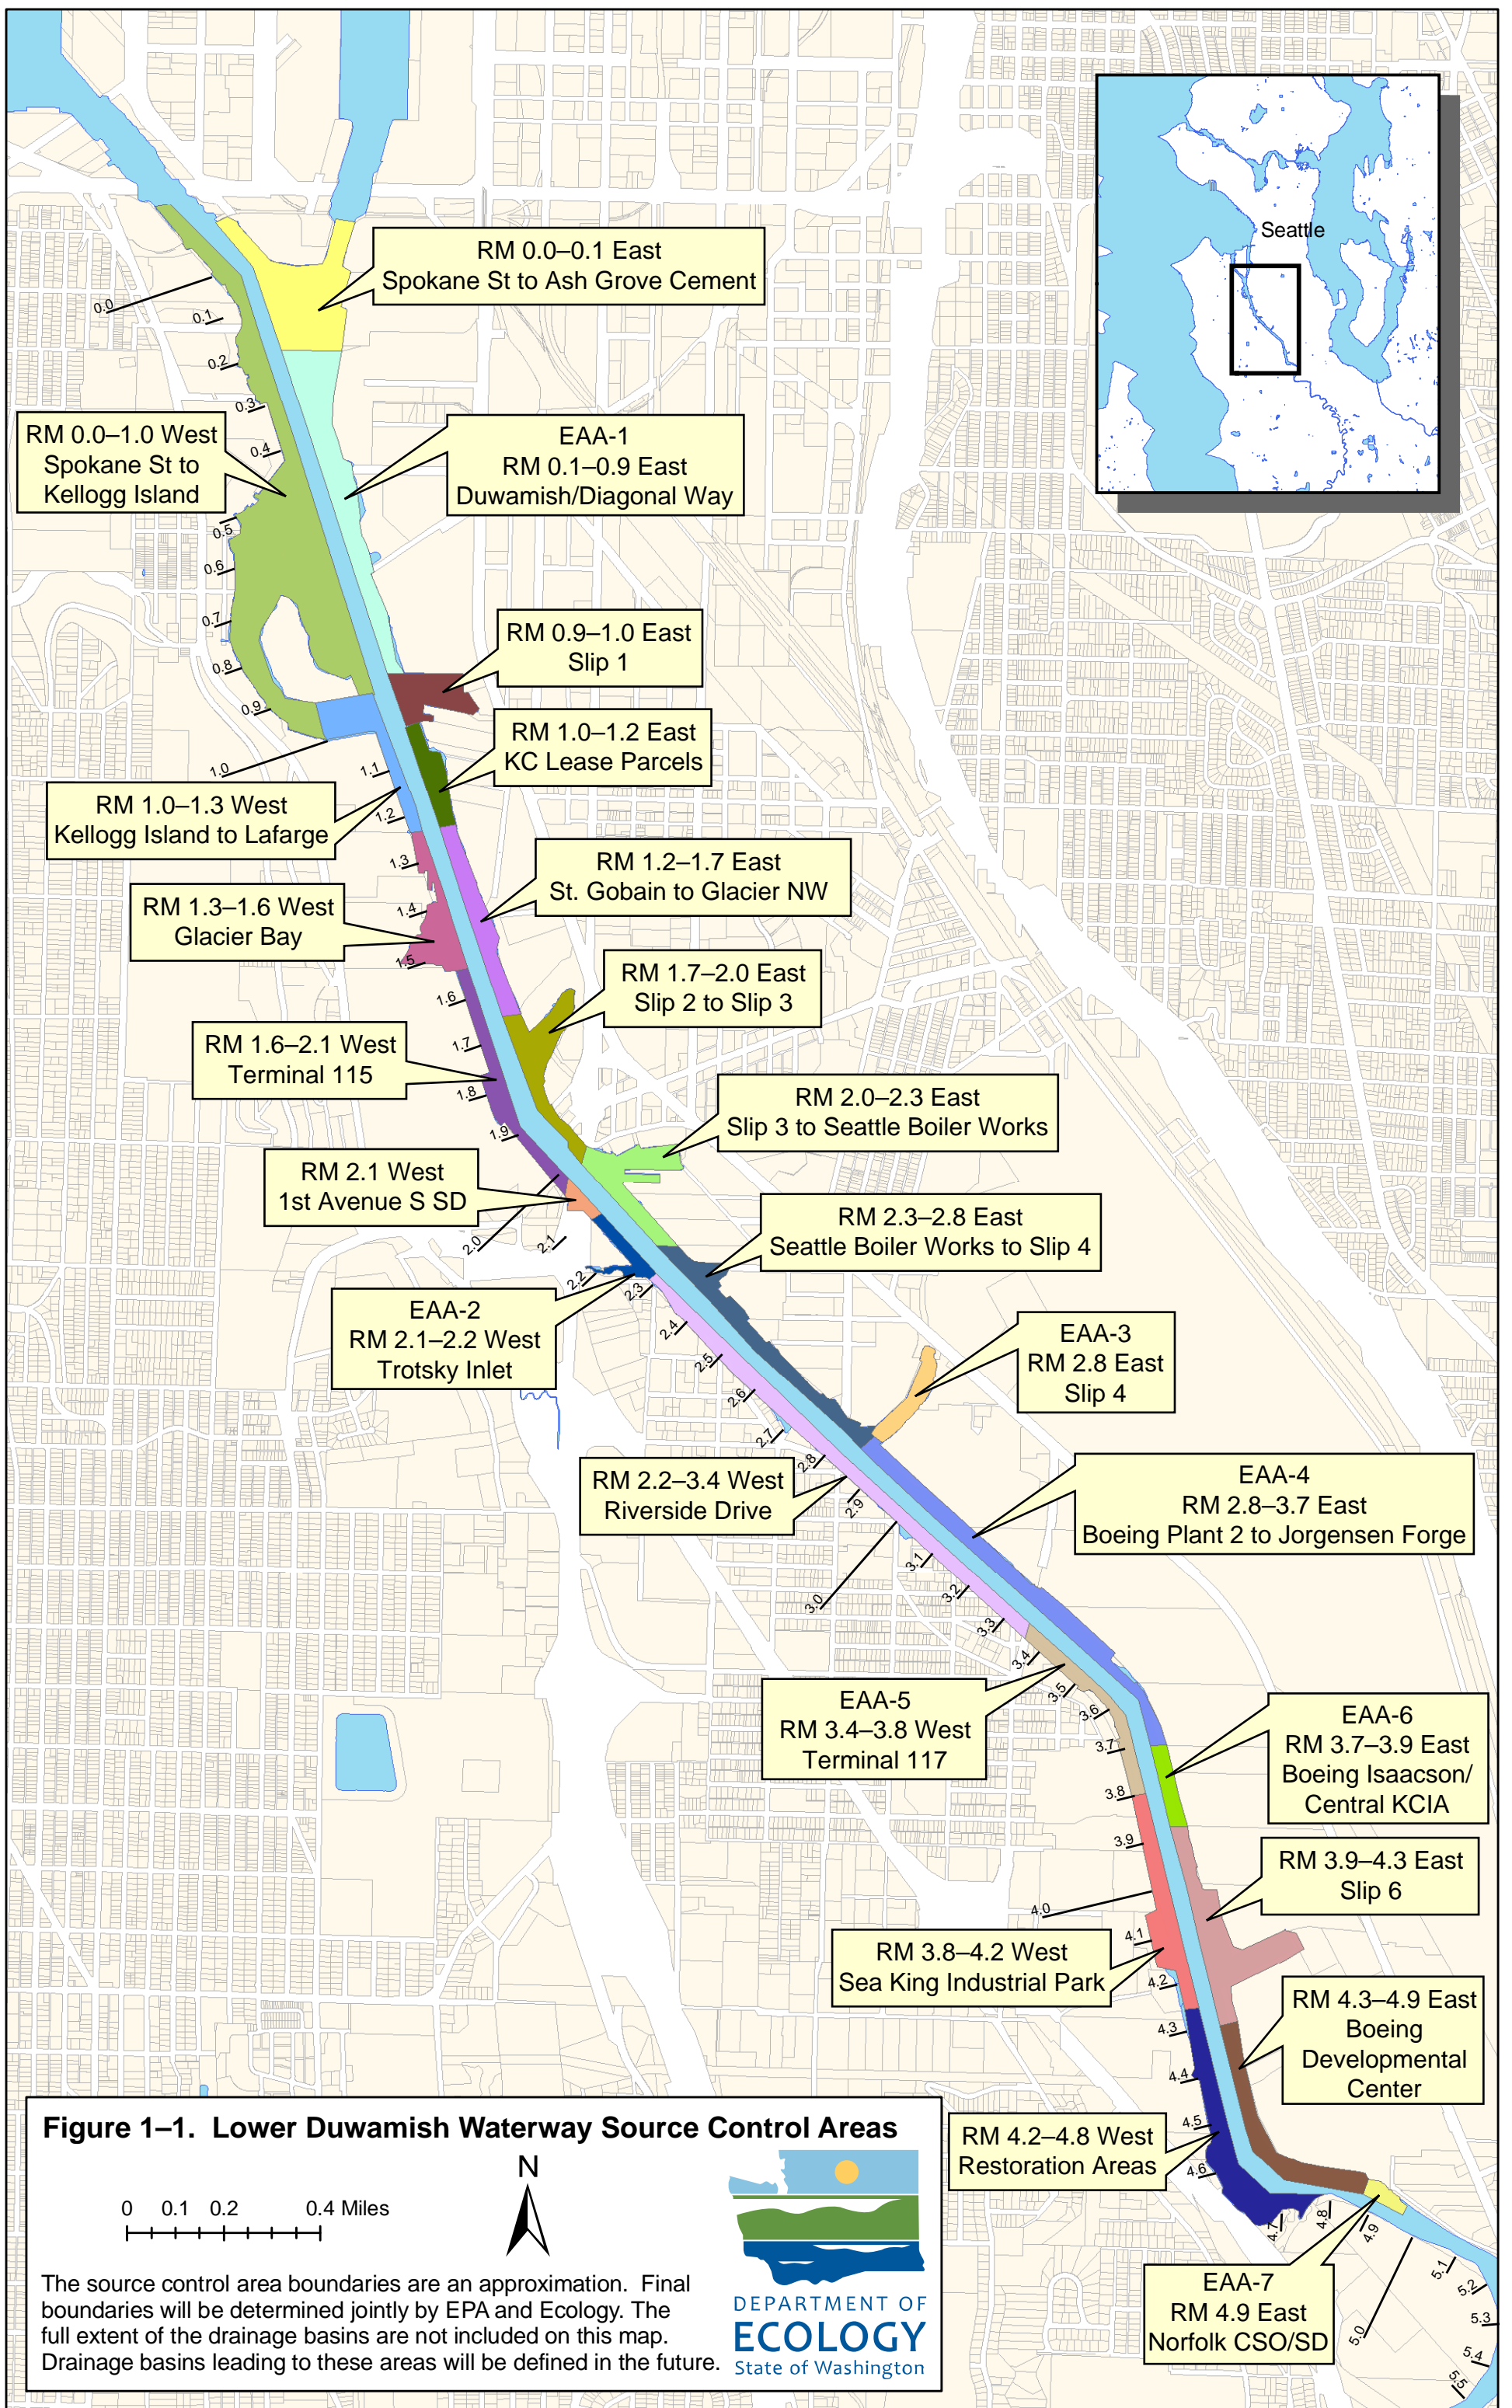 Seattle
RM 0.0–0.1 East
Spokane St to Ash Grove Cement
0.0
0.1
0.2
0.3
0.4
RM 0.0–1.0 West
Spokane St to
Kellogg Island
EAA-1
RM 0.1–0.9 East
Duwamish/Diagonal Way
0.5
0.6
0.7
0.8
0.9
RM 0.9–1.0 East
Slip 1
RM 1.0–1.2 East
KC Lease Parcels
1.0
1.1
1.2
RM 1.0–1.3 West
Kellogg Island to Lafarge
1.3
RM 1.2–1.7 East
St. Gobain to Glacier NW
RM 1.3–1.6 West
Glacier Bay
1.4
1.5
1.6
RM 1.7–2.0 East
Slip 2 to Slip 3
RM 1.6–2.1 West
Terminal 115
1.7
1.8
1.9
RM 2.0–2.3 East
Slip 3 to Seattle Boiler Works
RM 2.1 West
1st Avenue S SD
2.0
2.1
2.2
2.3
RM 2.3–2.8 East
Seattle Boiler Works to Slip 4
EAA-2
RM 2.1–2.2 West
Trotsky Inlet
2.4
2.5
2.6
2.7
2.8
2.9
EAA-3
RM 2.8 East
Slip 4
RM 2.2–3.4 West
Riverside Drive
EAA-4
RM 2.8–3.7 East
Boeing Plant 2 to Jorgensen Forge
3.0
3.1
3.2
3.3
3.4
3.5
3.6
3.7
3.8
EAA-5
RM 3.4–3.8 West
Terminal 117
EAA-6
RM 3.7–3.9 East
Boeing Isaacson/
Central KCIA
3.9
4.0
4.1
4.2
RM 3.9–4.3 East
Slip 6
RM 3.8–4.2 West
Sea King Industrial Park
RM 4.3–4.9 East
Boeing
Developmental
Center
4.3
4.4
4.5
4.6
4.7
4.8
4.9
RM 4.2–4.8 West
Restoration Areas
EAA-7
RM 4.9 East
Norfolk CSO/SD
5.0
5.1
5.2
5.3
5.4
5.5
Figure 1–1. Lower Duwamish Waterway Source Control Areas
N
0 0.1 0.2 0.4 Miles
The source control area boundaries are an approximation. Final
boundaries will be determined jointly by EPA and Ecology. The
full extent of the drainage basins are not included on this map.
Drainage basins leading to these areas will be defined in the future.
DEPARTMENT OF
ECOLOGY
State of Washington